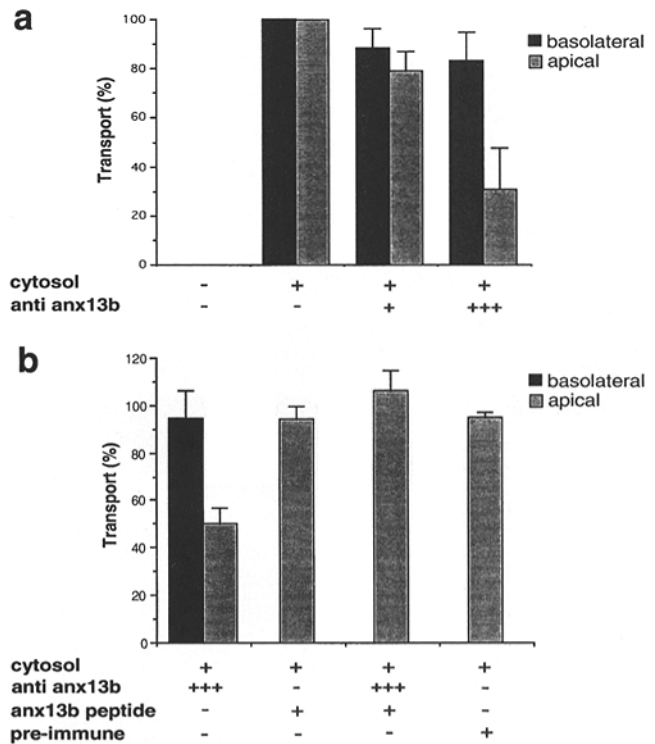 a
Transport (%)
100
80
60
40
20
0
basolateral
apical
cytosol - + + +
anti anx13b - - + +++
b
Transport (%)
120
100
80
60
40
20
0
basolateral
apical
cytosol + + + +
anti anx13b +++ - +++ -
anx13b peptide - + + -
pre-immune - - - +